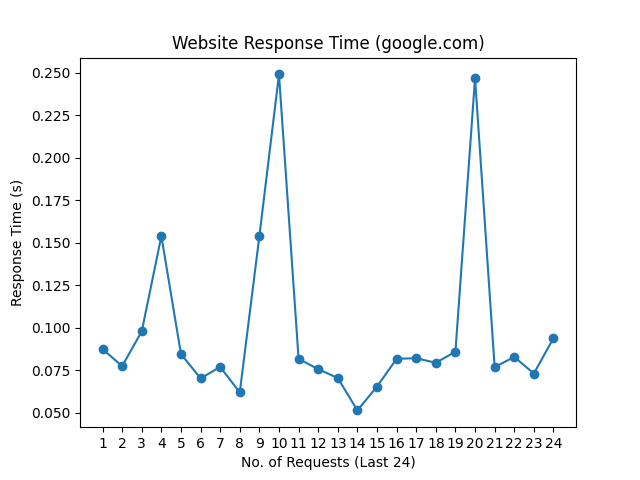 Website Response Time (google.com)
Response Time (s)
0.250
0.225
0.200
0.175
0.150
0.125
0.100
0.075
0.050
1 2 3 4 5 6 7 8 9 10 11 12 13 14 15 16 17 18 19 20 21 22 23 24
No. of Requests (Last 24)